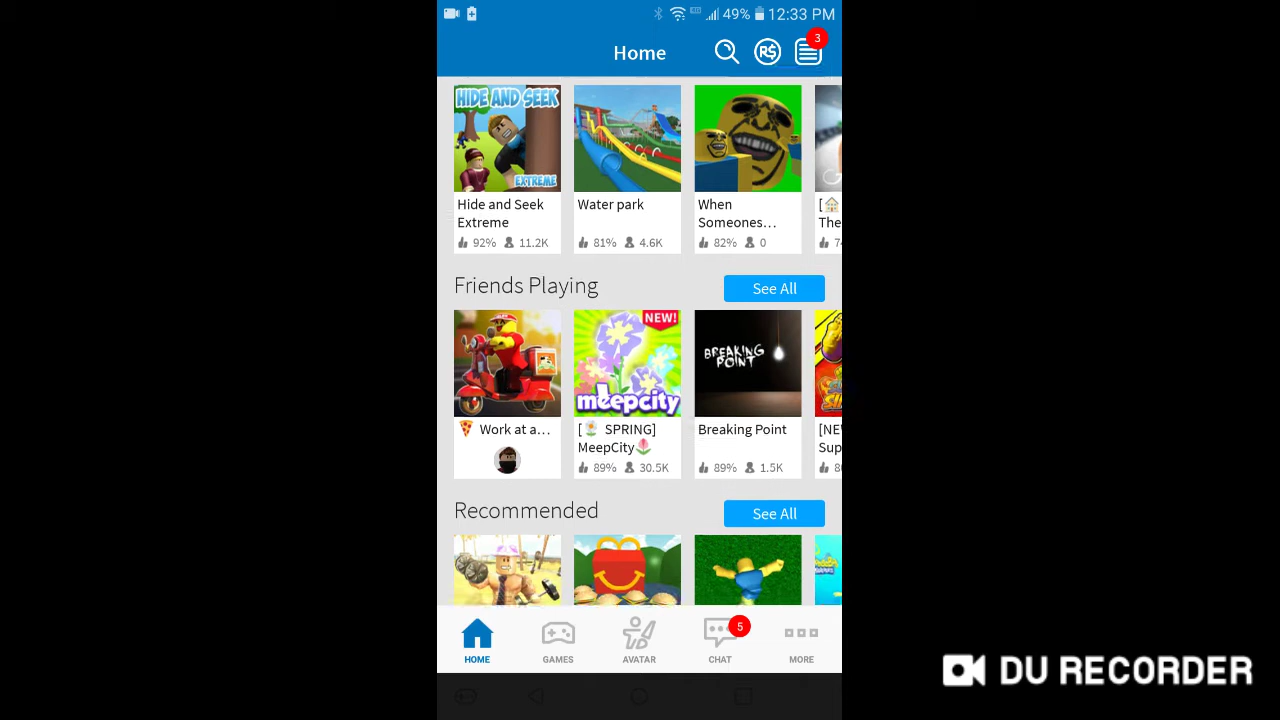 49% 12:33 PM
Home
R$
3
HIDE AND SEEK
EXTREME
Hide and Seek
Extreme
92% 11.2K
Water park
81% 4.6K
When
Someones...
82% 0
[
The
Friends Playing
See All
NEW!
meepcity
BREAKING
POINT
Work at a...
[ SPRING]
MeepCity
89% 30.5K
Breaking Point
89% 1.5K
[NE
Sup
Recommended
See All
5
HOME
GAMES
AVATAR
CHAT
MORE
DU RECORDER